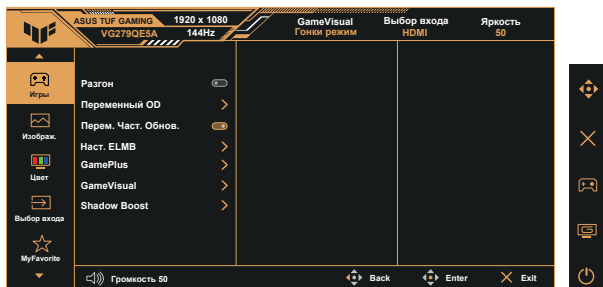 ASUS TUF GAMING 1920 x 1080 GameVisual Выбор входа Яркость
VG279QE5A 144Hz Гонки режим HDMI 50
Игры
Изображ.
Цвет
Выбор входа
MyFavorite
Разгон
Переменный OD
Перем. Част. Обнов.
Наст. ELMB
GamePlus
GameVisual
Shadow Boost
Громкость 50 Back Enter Exit